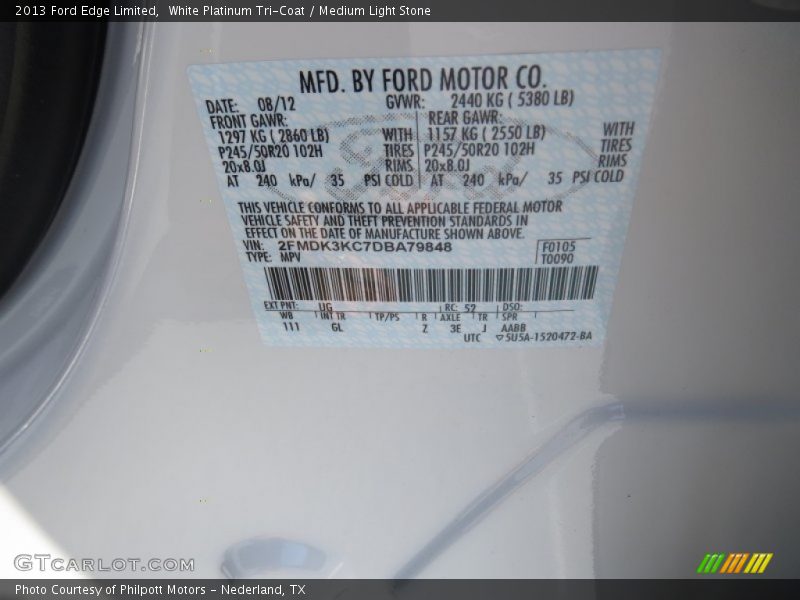 2013 Ford Edge Limited, White Platinum Tri-Coat / Medium Light Stone
MFD. BY FORD MOTOR CO.
DATE: 08/12 GVWR: 2440 KG ( 5380 LB)
FRONT GAWR: REAR GAWR:
1297 KG ( 2860 LB) WITH 1157 KG ( 2550 LB) WITH
P245/50R20 102H TIRES P245/50R20 102H TIRES
20x8.0J RIMS 20x8.0J RIMS
AT 240 kPa/ 35 PSI COLD AT 240 kPa/ 35 PSI COLD
THIS VEHICLE CONFORMS TO ALL APPLICABLE FEDERAL MOTOR
VEHICLE SAFETY AND THEFT PREVENTION STANDARDS IN
EFFECT ON THE DATE OF MANUFACTURE SHOWN ABOVE.
VIN: 2FMDK3KC7DBA79848 F0105
TYPE: MPV T0090
EXT PNT: UG RC: 52 DSO:
WB INT TR TP/PS R AXLE TR SPR
111 GL Z 3E J AABB
UTC ▽5U5A-1520472-BA
GTCARLOT.COM
Photo Courtesy of Philpott Motors - Nederland, TX